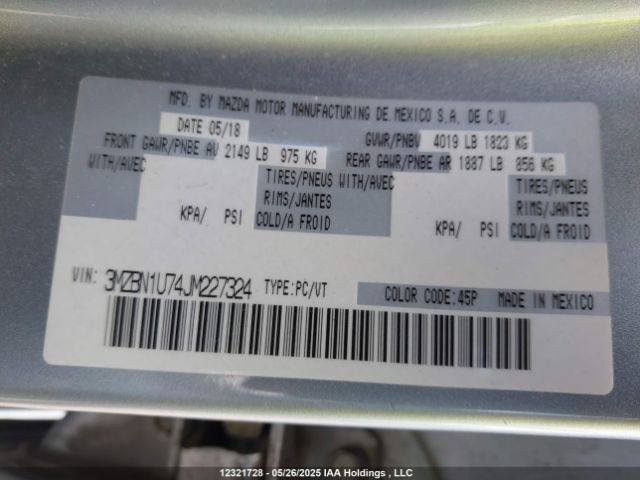 MFD. BY MAZDA MOTOR MANUFACTURING DE MEXICO S.A. DE C.V.
DATE 05/18 GVWR/PNBV 4019 LB 1823 KG
FRONT GAWR/PNBE AV 2149 LB 975 KG REAR GAWR/PNBE AR 1887 LB 856 KG
WITH/AVEC TIRES/PNEUS WITH/AVEC TIRES/PNEUS
RIMS/JANTES RIMS/JANTES
KPA/ PSI COLD/A FROID KPA/ PSI COLD/A FROID
VIN: 3MZBN1U74JM227324 TYPE:PC/VT COLOR CODE:45P MADE IN MEXICO
12321728 - 05/26/2025 IAA Holdings , LLC